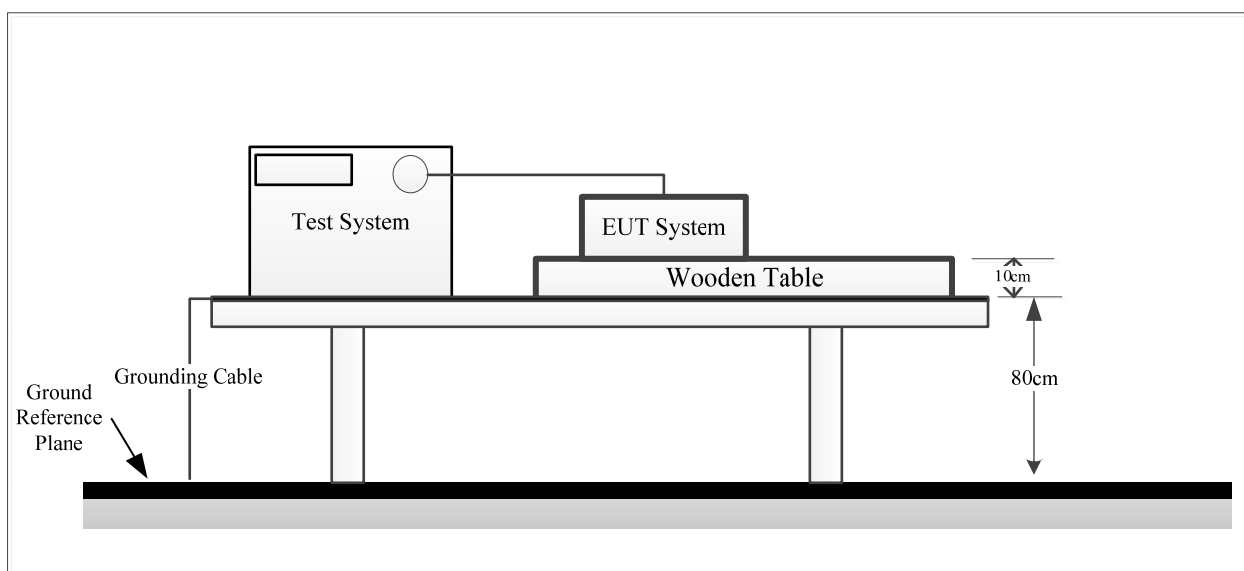 Test System
EUT System
Wooden Table
10cm
Grounding Cable
80cm
Ground
Reference
Plane